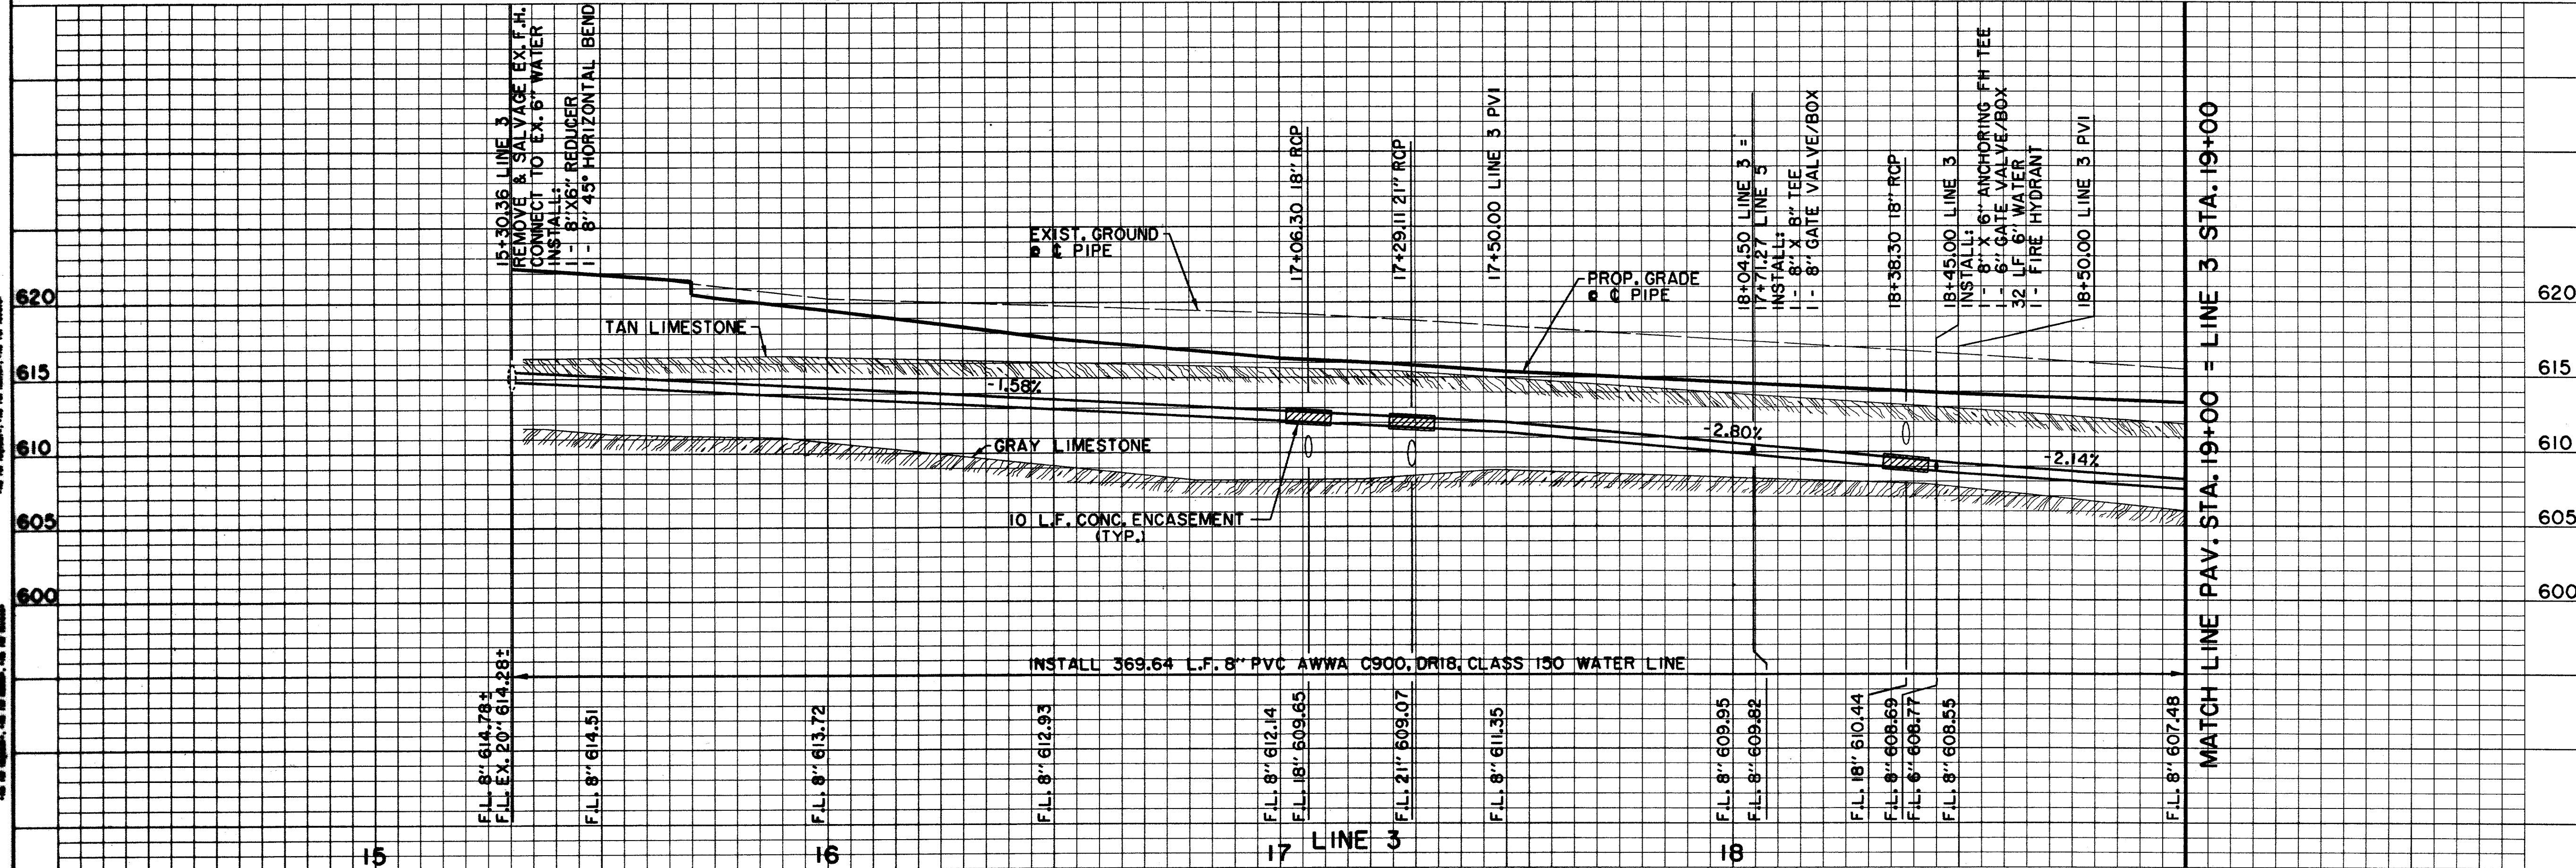 15+30.36 LINE 3
REMOVE & SALVAGE EX. F.H.
CONNECT TO EX. 6" WATER
INSTALL:
1 - 8"X6" REDUCER
1 - 8" 45° HORIZONTAL BEND
17+06.30 18" RCP
17+29.11 21" RCP
17+50.00 LINE 3 PVI
18+04.50 LINE 3 =
17+71.27 LINE 5
INSTALL:
1 - 8" X 8" TEE
1 - 8" GATE VALVE/BOX
18+38.30 18" RCP
18+45.00 LINE 3
INSTALL:
1 - 8" X 6" ANCHORING FH TEE
1 - 6" GATE VALVE/BOX
32 LF 6" WATER
1 - FIRE HYDRANT
18+50.00 LINE 3 PVI
MATCH LINE PAV. STA. 19+00 = LINE 3 STA. 19+00
EXIST. GROUND
@ ℄ PIPE
PROP. GRADE
@ ℄ PIPE
620
620
TAN LIMESTONE
615
615
-1.58%
-2.80%
610
GRAY LIMESTONE
-2.14%
610
605
10 L.F. CONC. ENCASEMENT
(TYP.)
605
600
600
INSTALL 369.64 L.F. 8" PVC AWWA C900, DR18, CLASS 150 WATER LINE
F.L. 8" 614.78±
F.L. EX. 20" 614.28±
F.L. 8" 614.51
F.L. 8" 613.72
F.L. 8" 612.93
F.L. 8" 612.14
F.L. 18" 609.65
F.L. 21" 609.07
F.L. 8" 611.35
F.L. 8" 609.95
F.L. 8" 609.82
F.L. 18" 610.44
F.L. 8" 608.69
F.L. 6" 608.77
F.L. 8" 608.55
F.L. 8" 607.48
LINE 3
15
16
17
18